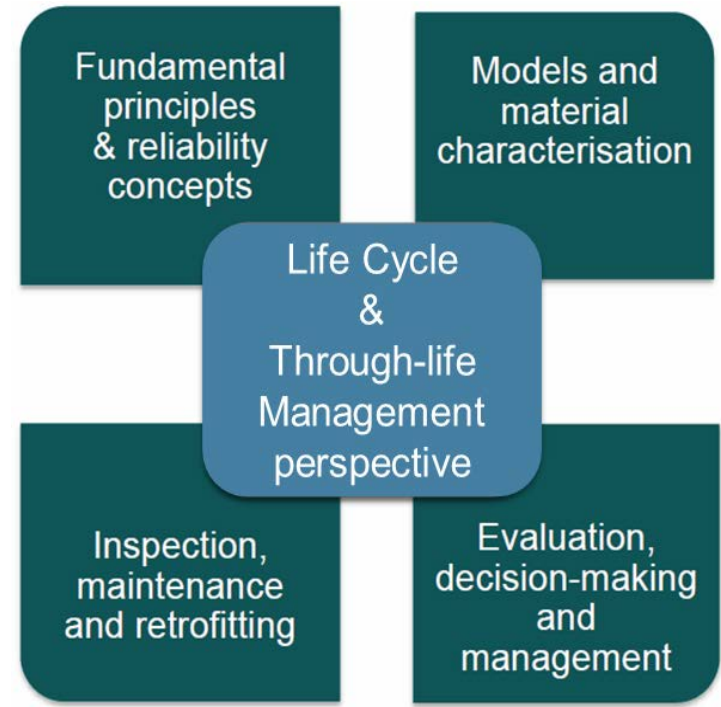 Fundamental
principles
& reliability
concepts
Models and
material
characterisation
Life Cycle
&
Through-life
Management
perspective
Inspection,
maintenance
and retrofitting
Evaluation,
decision-making
and
management